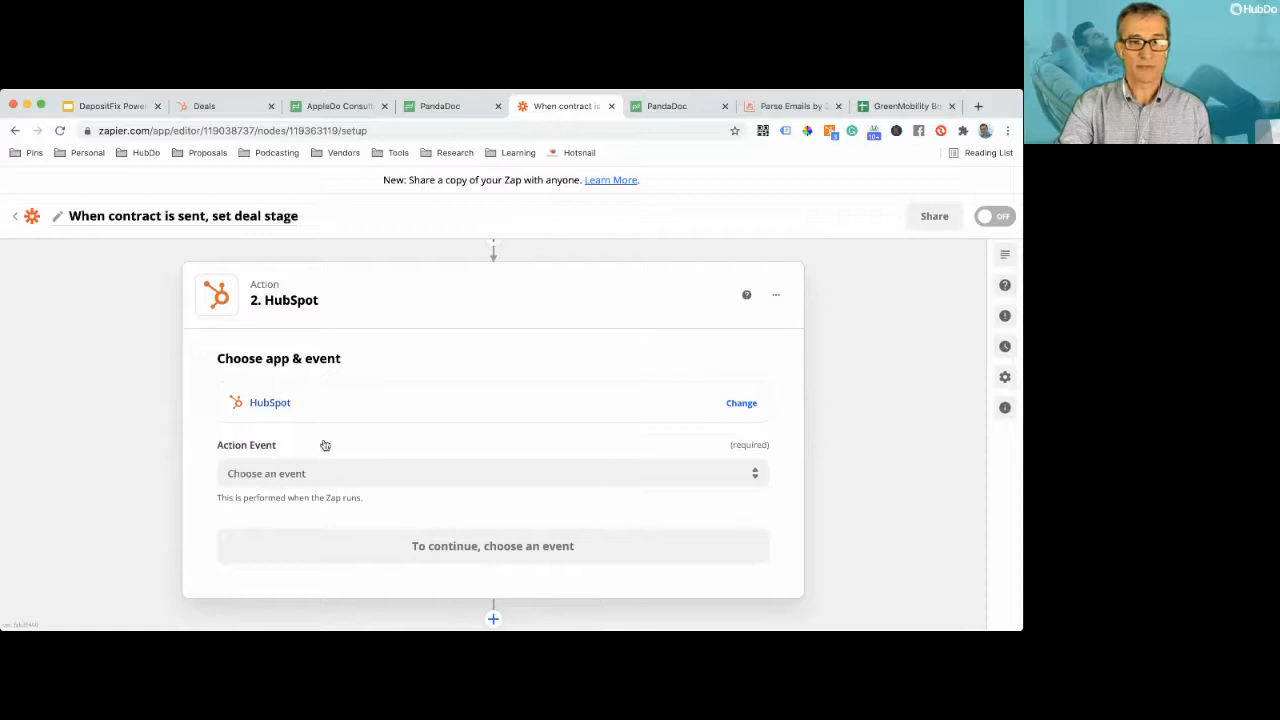 HubDo
DepositFix Power
Deals
AppleDo Consult
PandaDoc
When contract is
PandaDoc
Parse Emails by Z
GreenMobility Bo
zapier.com/app/editor/119038737/nodes/119363119/setup
10+
Pins
Personal
HubDo
Proposals
Podcasting
Vendors
Tools
Research
Learning
Hotsnail
Reading List
New: Share a copy of your Zap with anyone. Learn More.
When contract is sent, set deal stage
Share
OFF
Action
2. HubSpot
Choose app & event
HubSpot
Change
Action Event
(required)
Choose an event
This is performed when the Zap runs.
To continue, choose an event